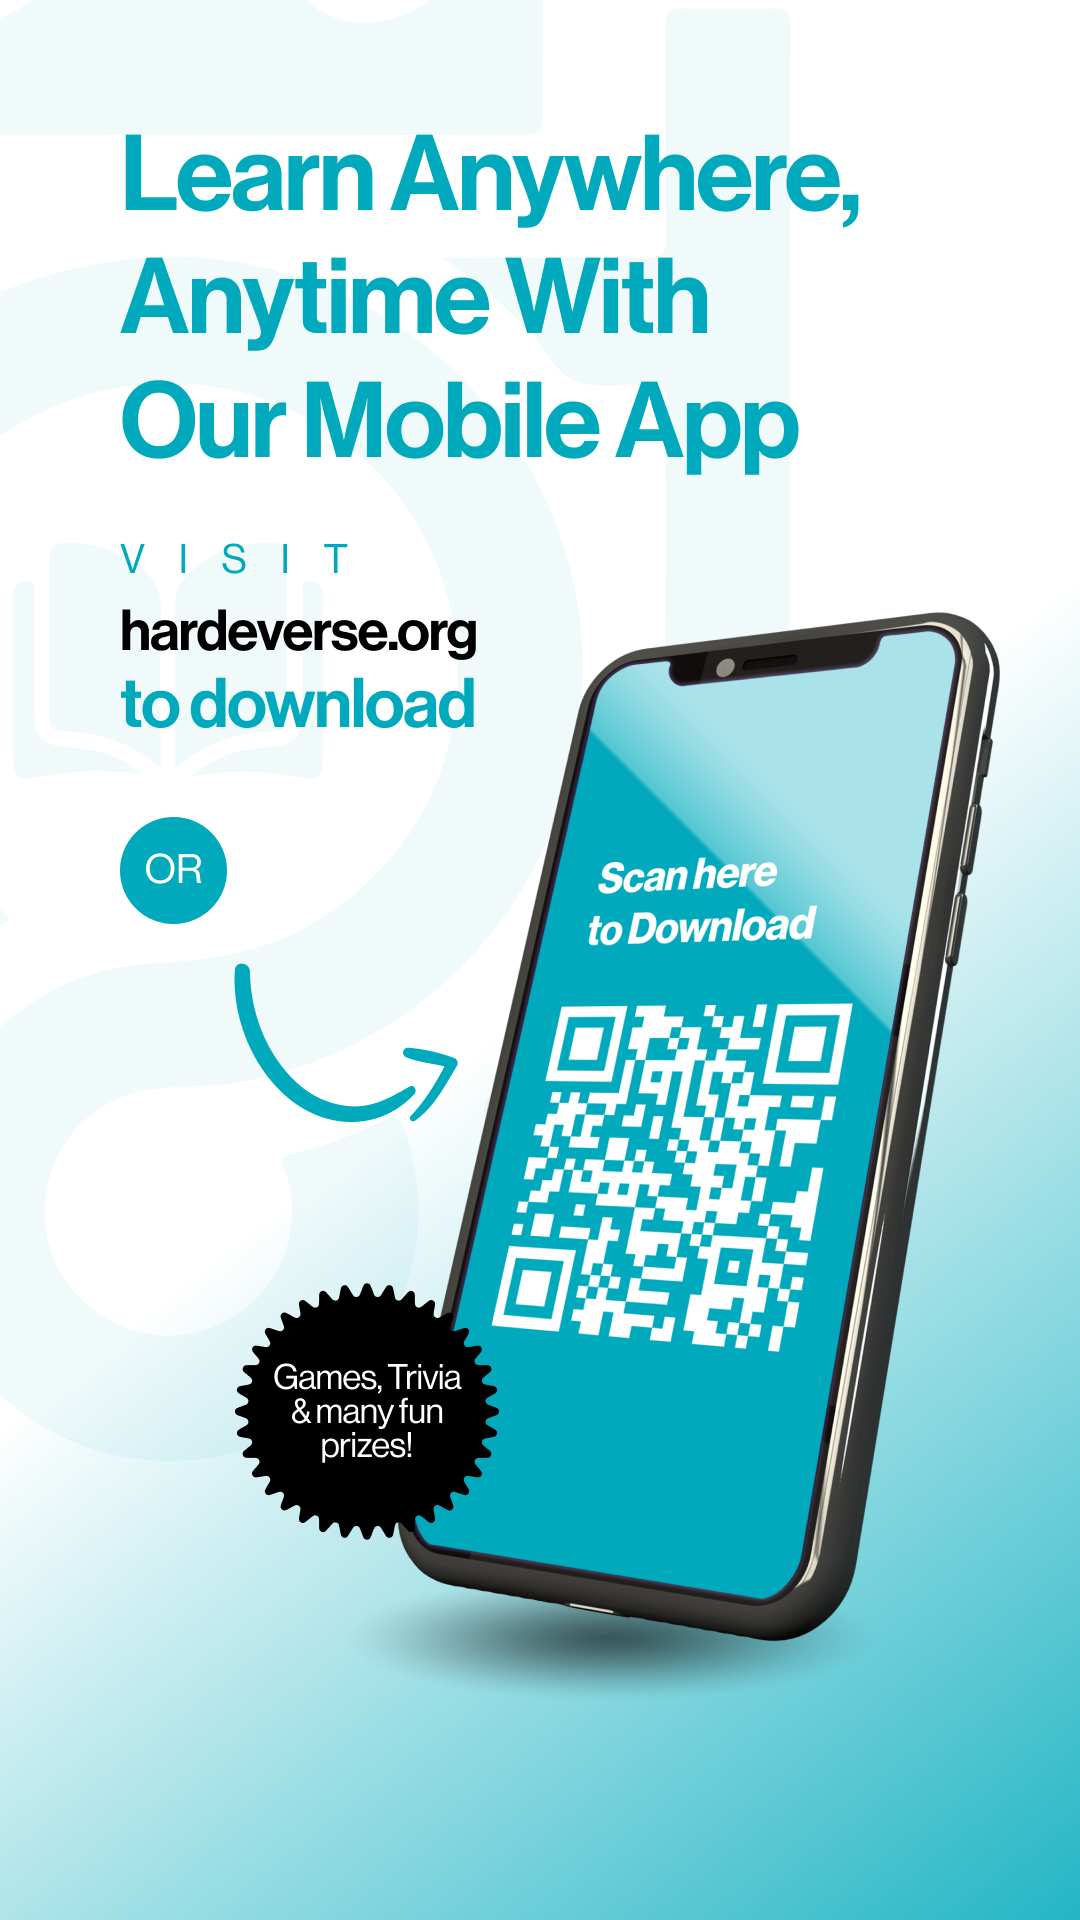 Learn Anywhere,
Anytime With
Our Mobile App
VISIT
hardeverse.org
to download
OR
Scan here
to Download
Games, Trivia
& many fun
prizes!